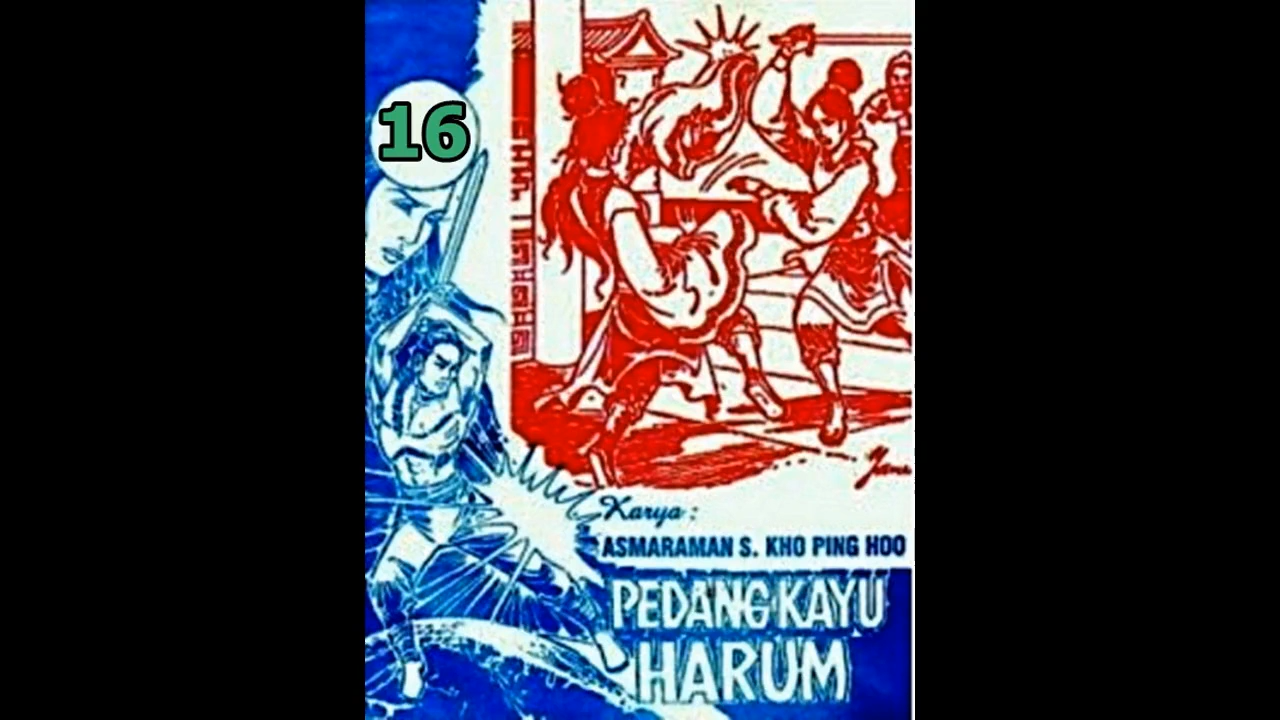 16
Karya :
ASMARAMAN S. KHO PING HOO
PEDANG KAYU
HARUM